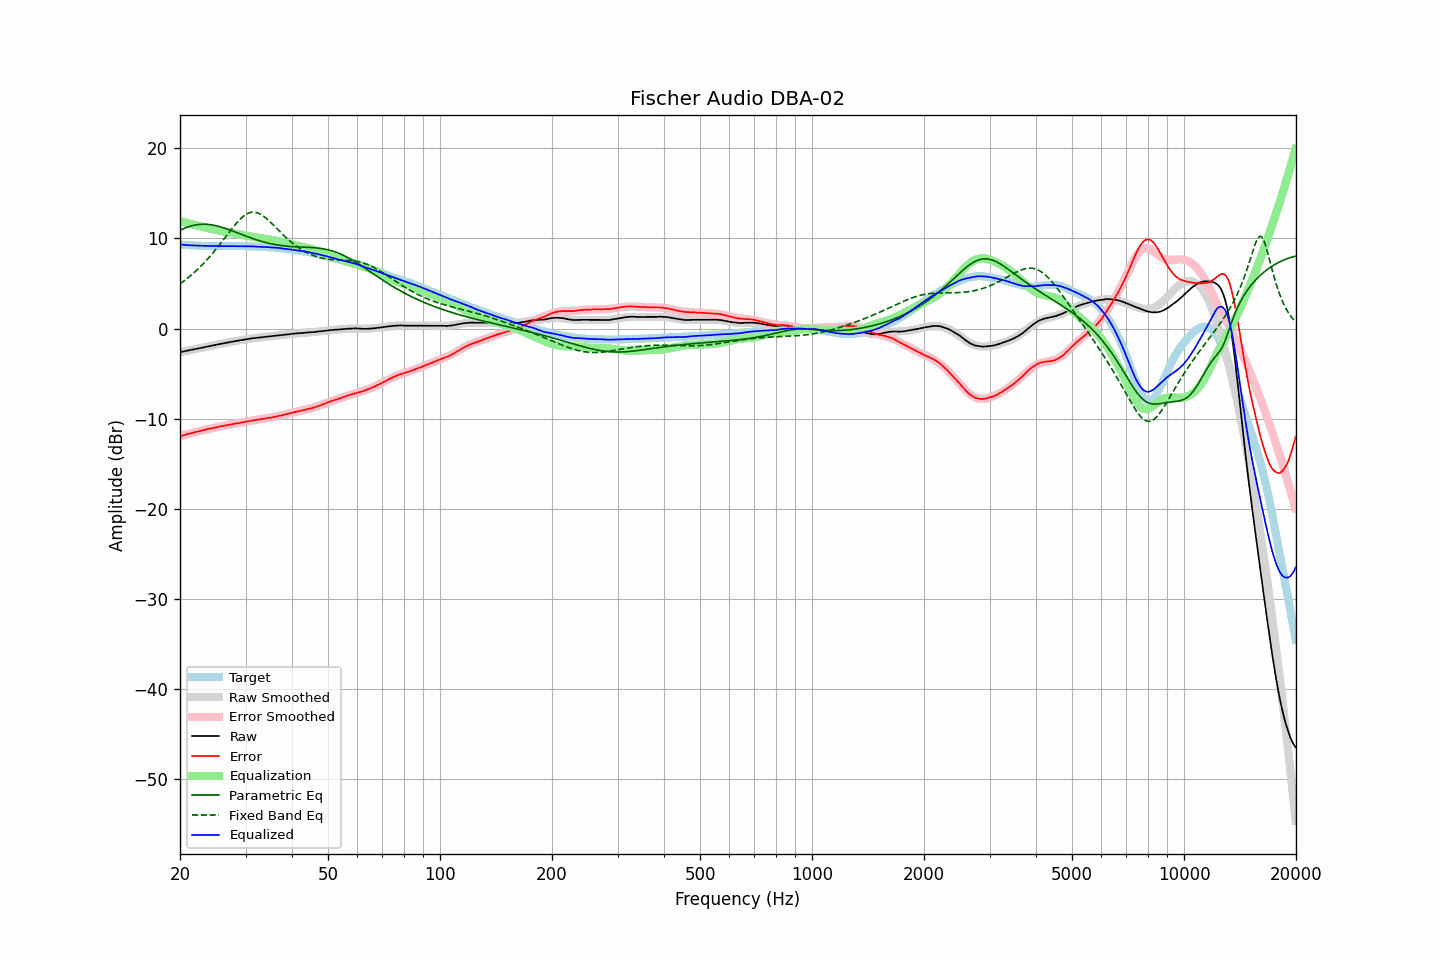 Fischer Audio DBA-02
Amplitude (dBr)
20
10
0
−10
−20
−30
−40
−50
Target
Raw Smoothed
Error Smoothed
Raw
Error
Equalization
Parametric Eq
Fixed Band Eq
Equalized
20 50 100 200 500 1000 2000 5000 10000 20000
Frequency (Hz)